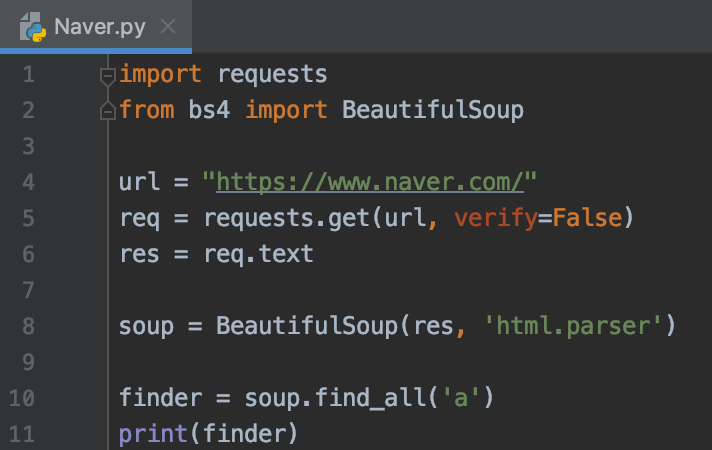 Naver.py
1 import requests
2 from bs4 import BeautifulSoup
3
4 url = "https://www.naver.com/"
5 req = requests.get(url, verify=False)
6 res = req.text
7
8 soup = BeautifulSoup(res, 'html.parser')
9
10 finder = soup.find_all('a')
11 print(finder)